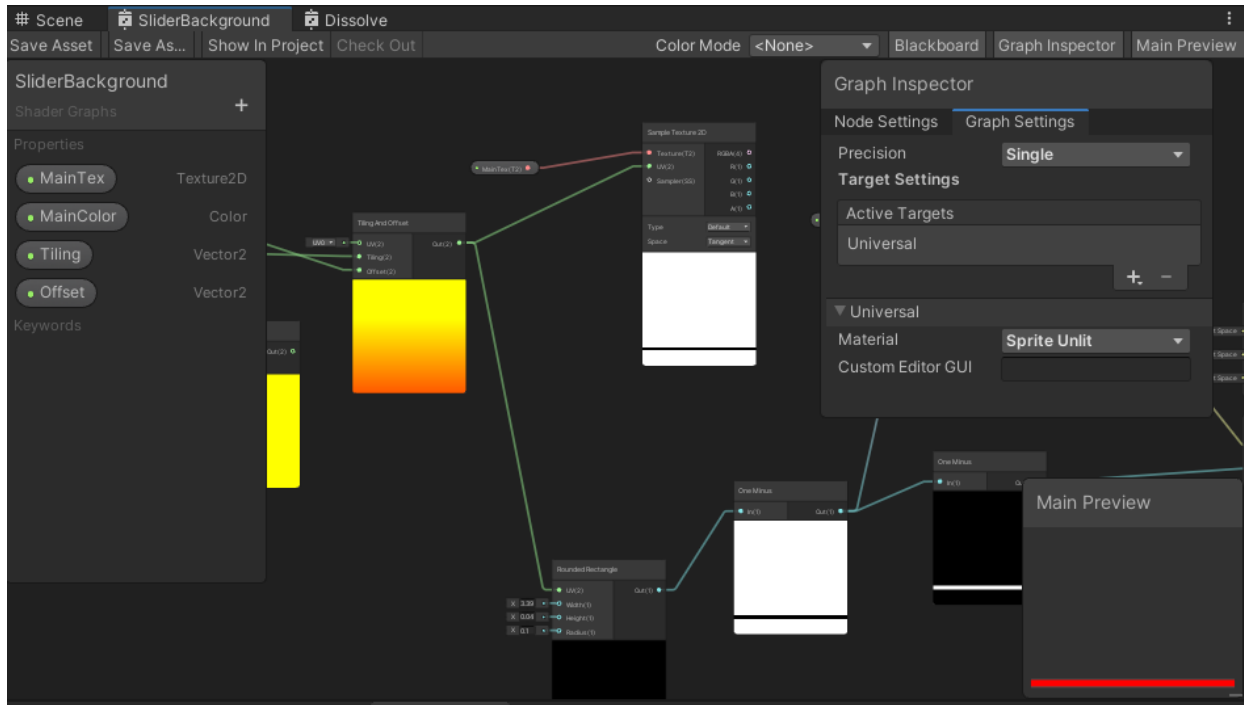 Scene
SliderBackground
Dissolve
Save Asset
Save As...
Show In Project
Check Out
Color Mode
<None>
Blackboard
Graph Inspector
Main Preview
SliderBackground
Shader Graphs
+
Properties
MainTex
Texture2D
MainColor
Color
Tiling
Vector2
Offset
Vector2
Keywords
Out(2)
Tiling And Offset
UV0
UV(2)
Out(2)
Tiling(2)
Offset(2)
MainTex(T2)
Sample Texture 2D
Texture(T2)
RGBA(4)
UV(2)
R(1)
Sampler(SS)
G(1)
B(1)
A(1)
Type
Default
Space
Tangent
Rounded Rectangle
UV(2)
Out(1)
X 3.39
Width(1)
X 0.04
Height(1)
X 0.1
Radius(1)
One Minus
In(1)
Out(1)
One Minus
In(1)
Graph Inspector
Node Settings
Graph Settings
Precision
Single
Target Settings
Active Targets
Universal
Universal
Material
Sprite Unlit
Custom Editor GUI
Space
Space
Space
Main Preview